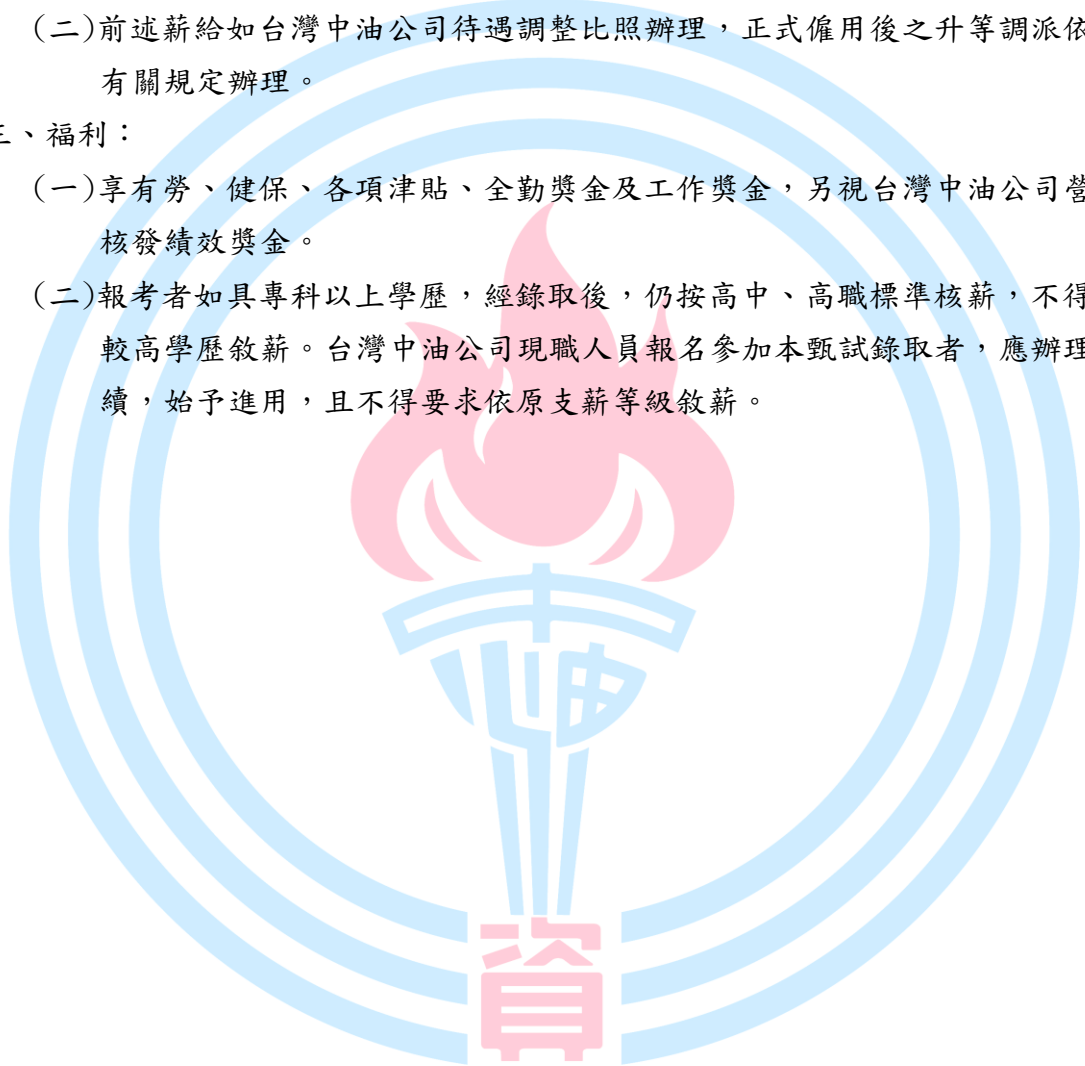 (二)前述薪給如台灣中油公司待遇調整比照辦理，正式僱用後之升等調派依
有關規定辦理。
三、福利：
(一)享有勞、健保、各項津貼、全勤獎金及工作獎金，另視台灣中油公司營
核發績效獎金。
(二)報考者如具專科以上學歷，經錄取後，仍按高中、高職標準核薪，不得
較高學歷敘薪。台灣中油公司現職人員報名參加本甄試錄取者，應辦理
續，始予進用，且不得要求依原支薪等級敘薪。
中油
資